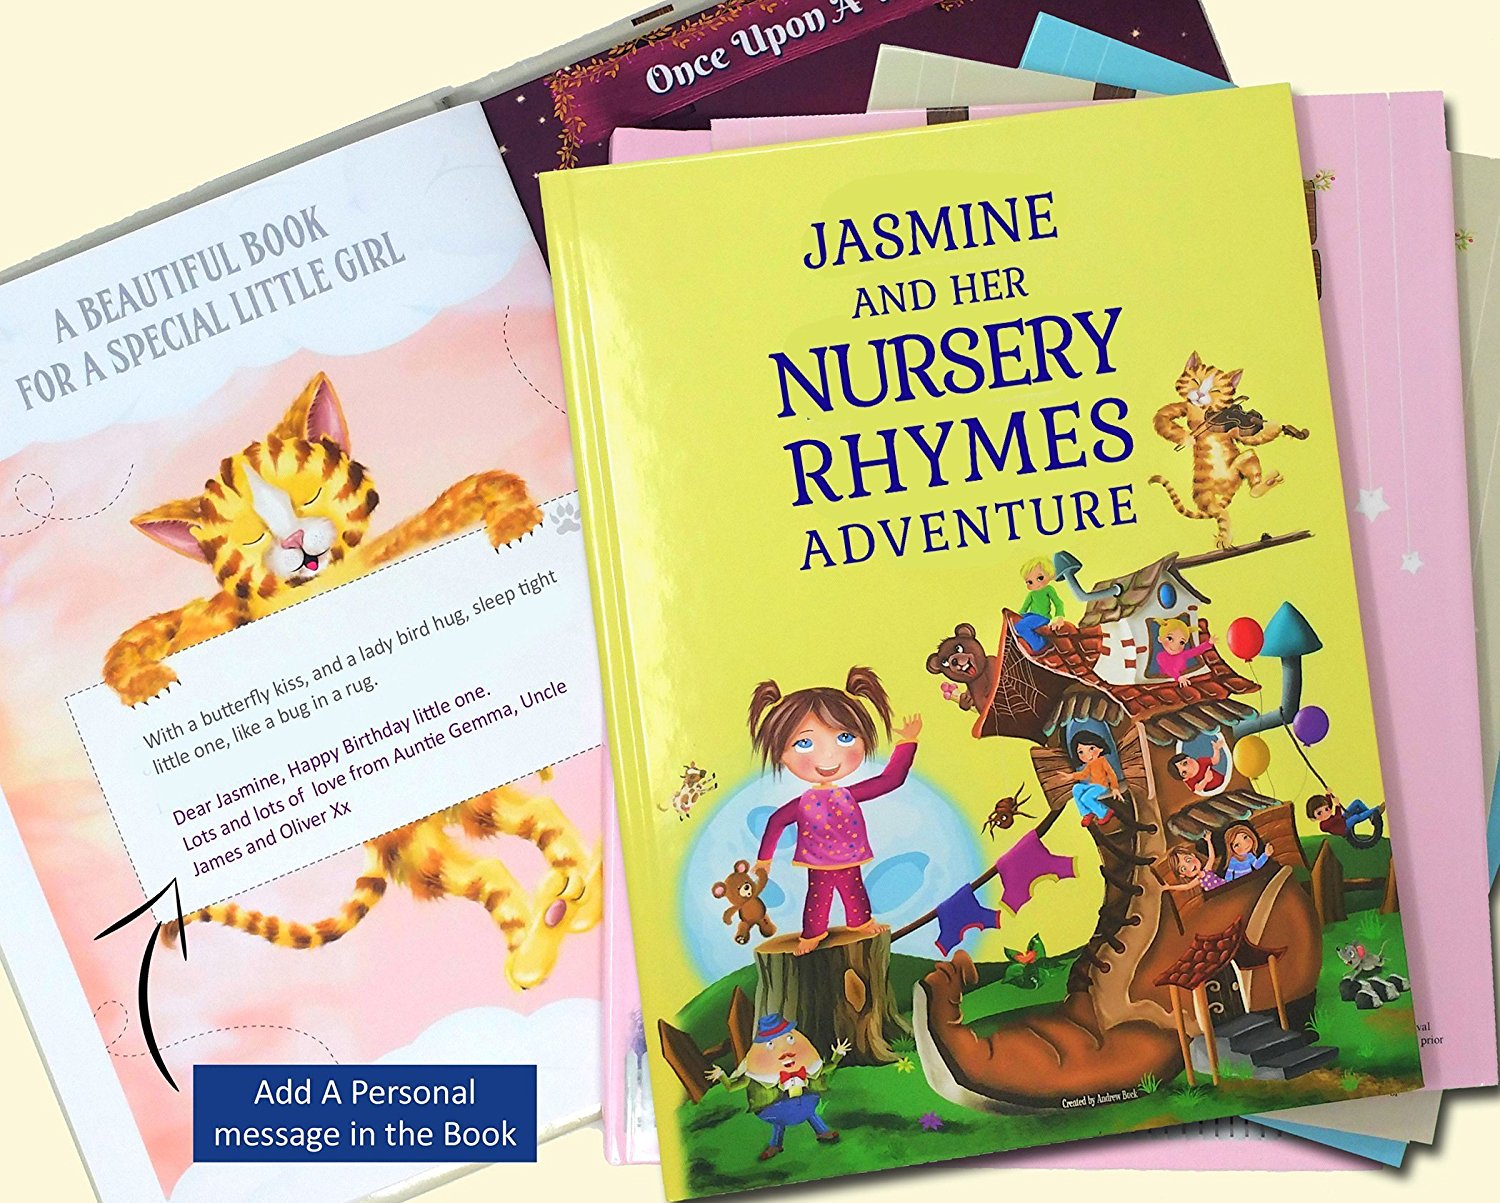 Once Upon A
A BEAUTIFUL BOOK
FOR A SPECIAL LITTLE GIRL
With a butterfly kiss, and a lady bird hug, sleep tight
little one, like a bug in a rug.
Dear Jasmine, Happy Birthday little one.
Lots and lots of love from Auntie Gemma, Uncle
James and Oliver Xx
Add A Personal
message in the Book
JASMINE
AND HER
NURSERY
RHYMES
ADVENTURE
Created by Andrew Bock
prior